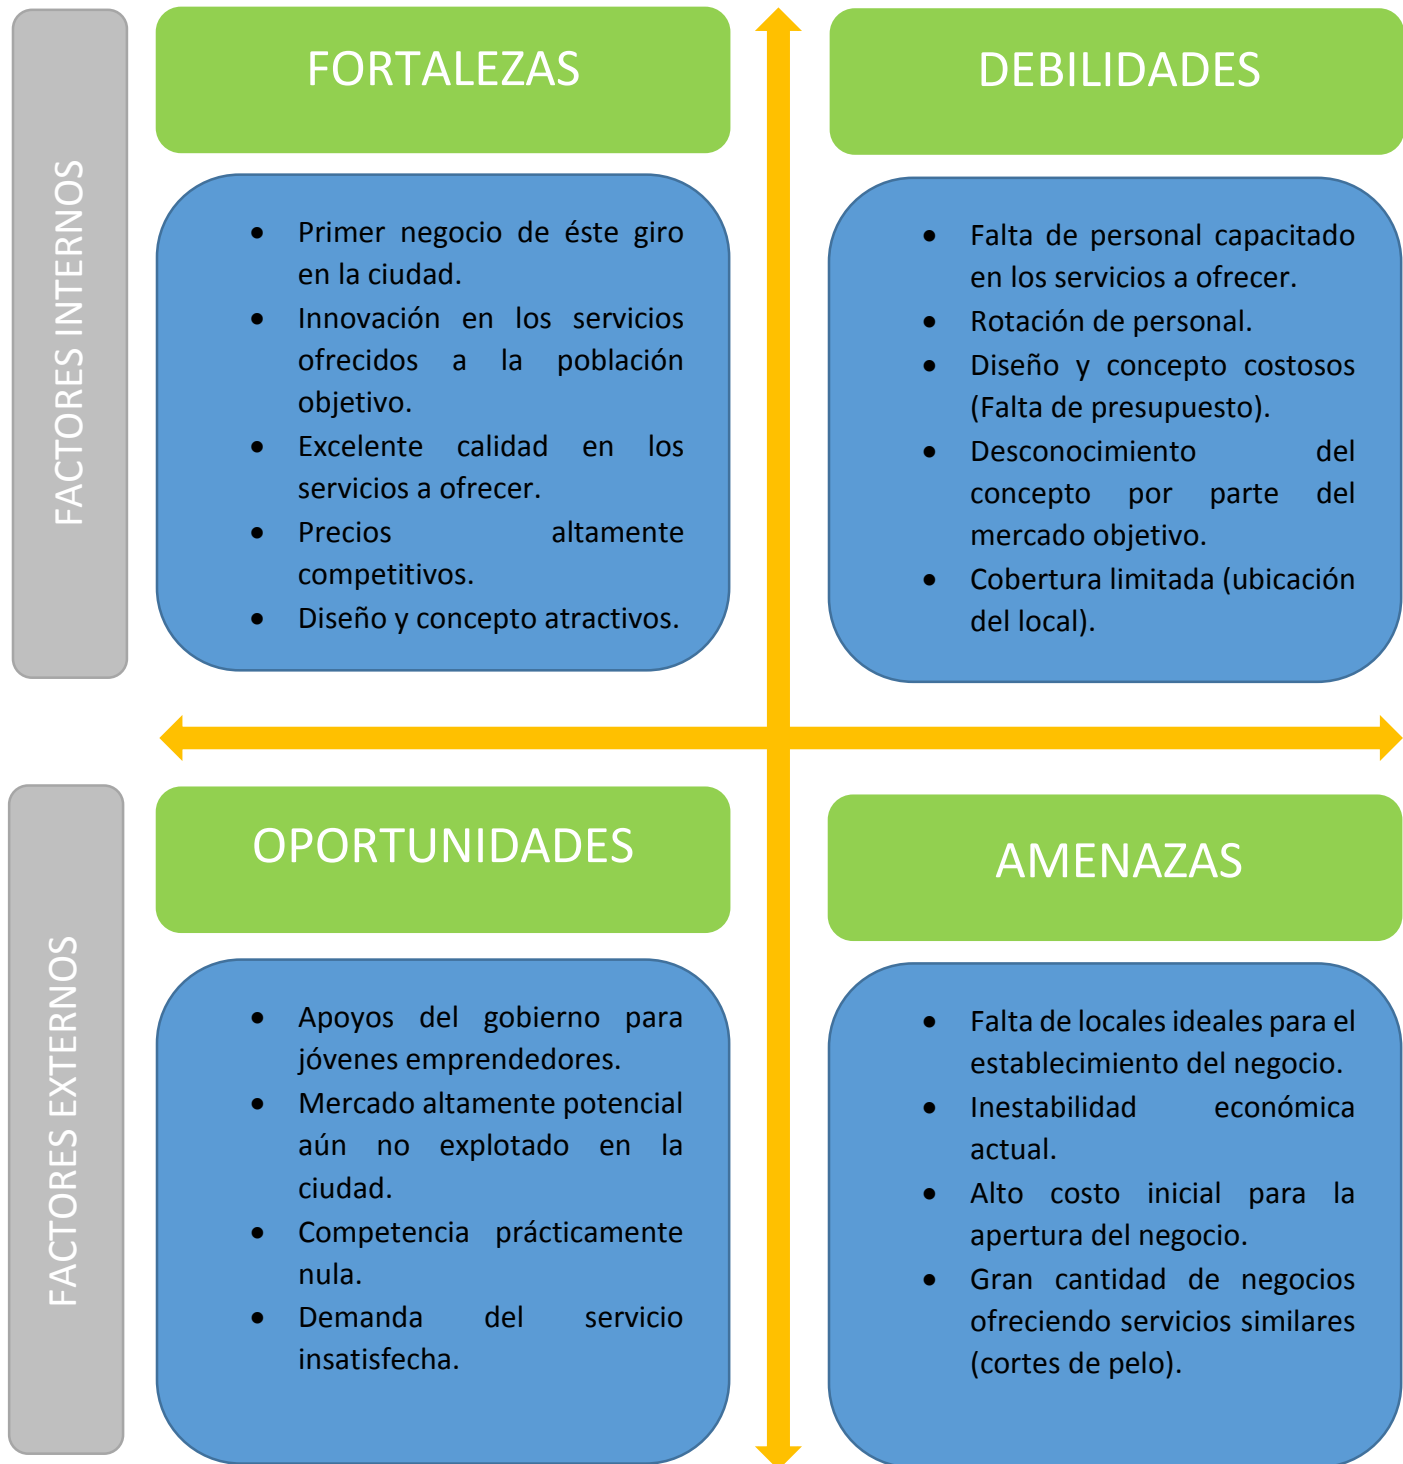 FACTORES INTERNOS
FORTALEZAS
• Primer negocio de éste giro
en la ciudad.
• Innovación en los servicios
ofrecidos a la población
objetivo.
• Excelente calidad en los
servicios a ofrecer.
• Precios altamente
competitivos.
• Diseño y concepto atractivos.
DEBILIDADES
• Falta de personal capacitado
en los servicios a ofrecer.
• Rotación de personal.
• Diseño y concepto costosos
(Falta de presupuesto).
• Desconocimiento del
concepto por parte del
mercado objetivo.
• Cobertura limitada (ubicación
del local).
FACTORES EXTERNOS
OPORTUNIDADES
• Apoyos del gobierno para
jóvenes emprendedores.
• Mercado altamente potencial
aún no explotado en la
ciudad.
• Competencia prácticamente
nula.
• Demanda del servicio
insatisfecha.
AMENAZAS
• Falta de locales ideales para el
establecimiento del negocio.
• Inestabilidad económica
actual.
• Alto costo inicial para la
apertura del negocio.
• Gran cantidad de negocios
ofreciendo servicios similares
(cortes de pelo).